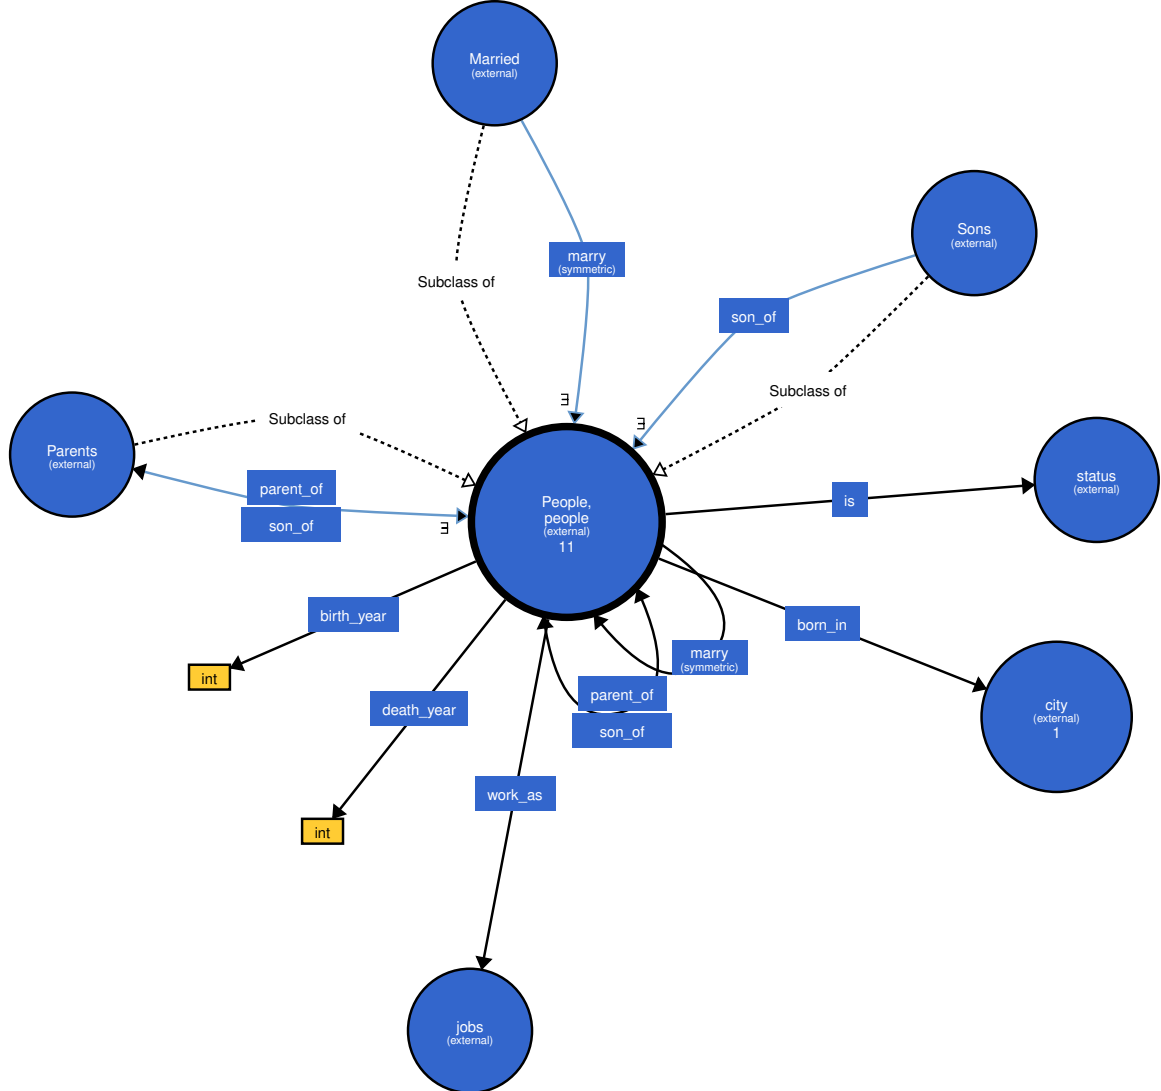 Married
(external)
Sons
(external)
marry
(symmetric)
Subclass of
son_of
Subclass of
∃
∃
Subclass of
Parents
(external)
parent_of
son_of
∃
People,
people
(external)
11
status
(external)
is
birth_year
born_in
marry
(symmetric)
int
parent_of
son_of
death_year
city
(external)
1
work_as
int
jobs
(external)